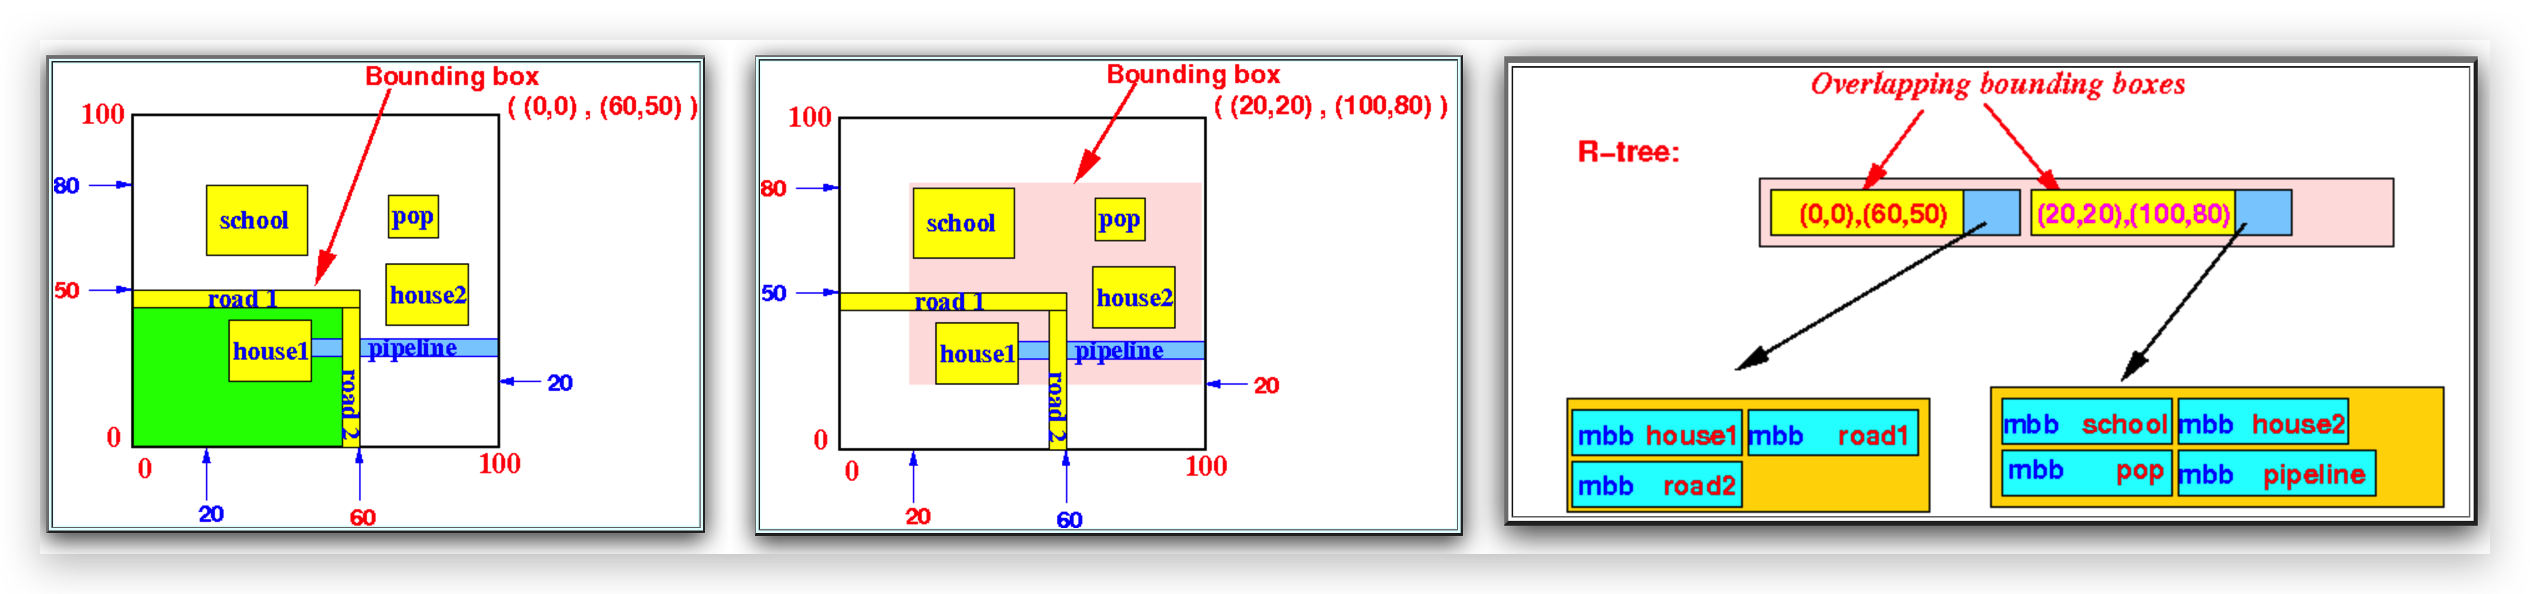 Bounding box
( (0,0) , (60,50) )
100
80
school
pop
50
road 1
house2
house1
pipeline
road 2
20
0
0
100
20
60
Bounding box
( (20,20) , (100,80) )
100
80
school
pop
50
road 1
house2
house1
pipeline
road 2
20
0
0
100
20
60
Overlapping bounding boxes
R-tree:
(0,0),(60,50)
(20,20),(100,80)
mbb house1
mbb road1
mbb road2
mbb school
mbb house2
mbb pop
mbb pipeline